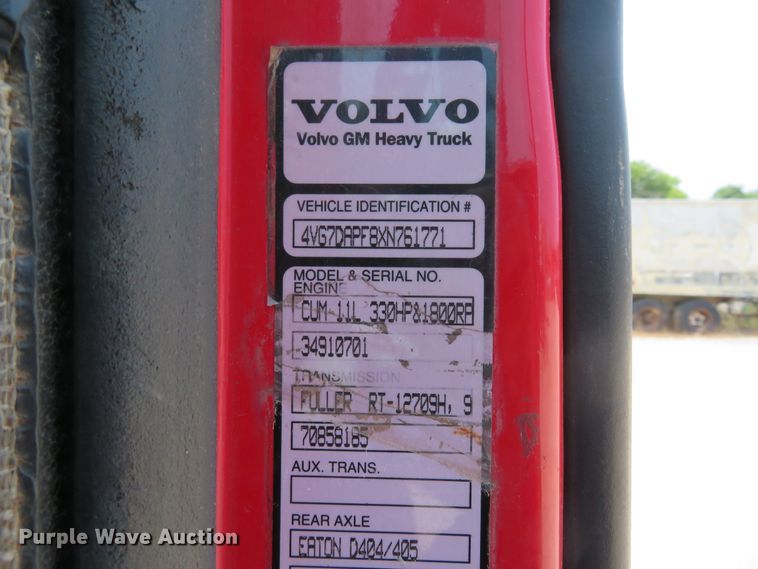 VOLVO
Volvo GM Heavy Truck
VEHICLE IDENTIFICATION #
4VG7DAPF8XN761771
MODEL & SERIAL NO.
ENGINE
CUM 11L 330HP&1800RP
34910701
TRANSMISSION
FULLER RT-12709H, 9
70858185
AUX. TRANS.
REAR AXLE
EATON D404/405
Purple Wave Auction